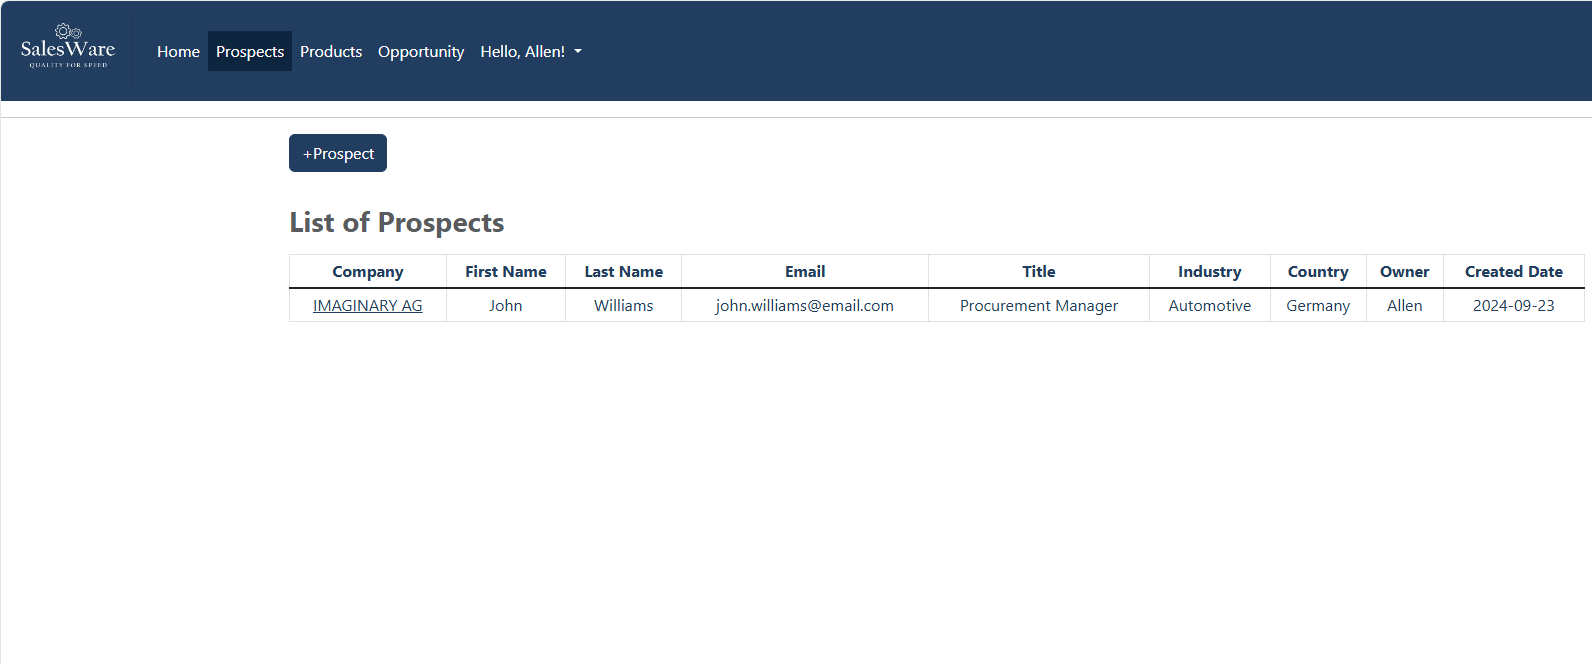 SalesWare
QUALITY FOR SPEED
Home Prospects Products Opportunity Hello, Allen!
+Prospect
List of Prospects
Company First Name Last Name Email Title Industry Country Owner Created Date
IMAGINARY AG John Williams john.williams@email.com Procurement Manager Automotive Germany Allen 2024-09-23